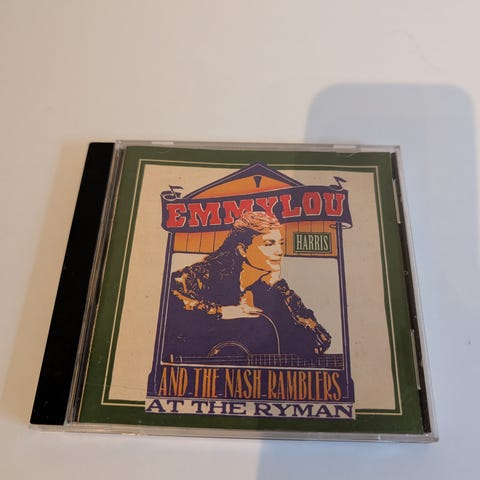 EMMYLOU
HARRIS
AND THE NASH RAMBLERS
AT THE RYMAN